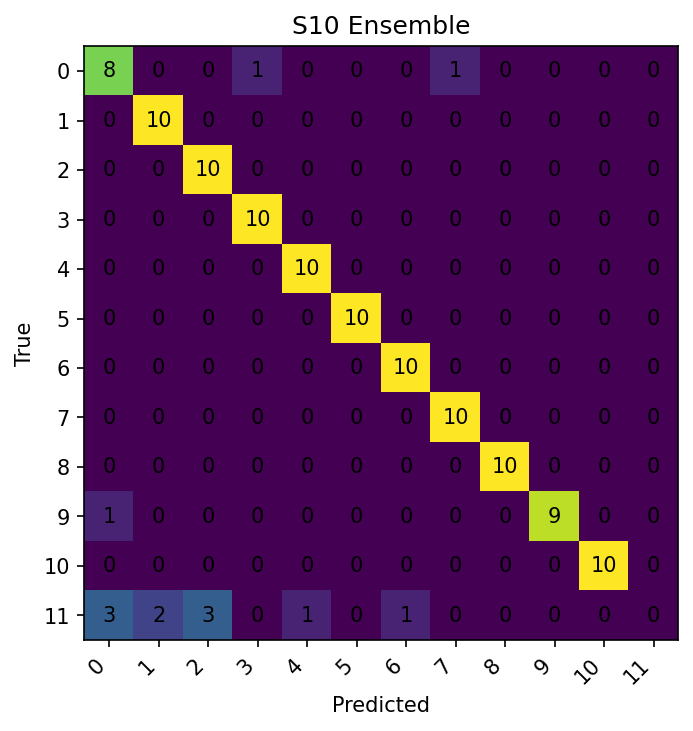 S10 Ensemble
0 8 0 0 1 0 0 0 1 0 0 0 0
1 0 10 0 0 0 0 0 0 0 0 0 0
2 0 0 10 0 0 0 0 0 0 0 0 0
3 0 0 0 10 0 0 0 0 0 0 0 0
4 0 0 0 0 10 0 0 0 0 0 0 0
5 0 0 0 0 0 10 0 0 0 0 0 0
6 0 0 0 0 0 0 10 0 0 0 0 0
7 0 0 0 0 0 0 0 10 0 0 0 0
8 0 0 0 0 0 0 0 0 10 0 0 0
9 1 0 0 0 0 0 0 0 0 9 0 0
10 0 0 0 0 0 0 0 0 0 0 10 0
11 3 2 3 0 1 0 1 0 0 0 0 0
True
0 1 2 3 4 5 6 7 8 9 10 11
Predicted